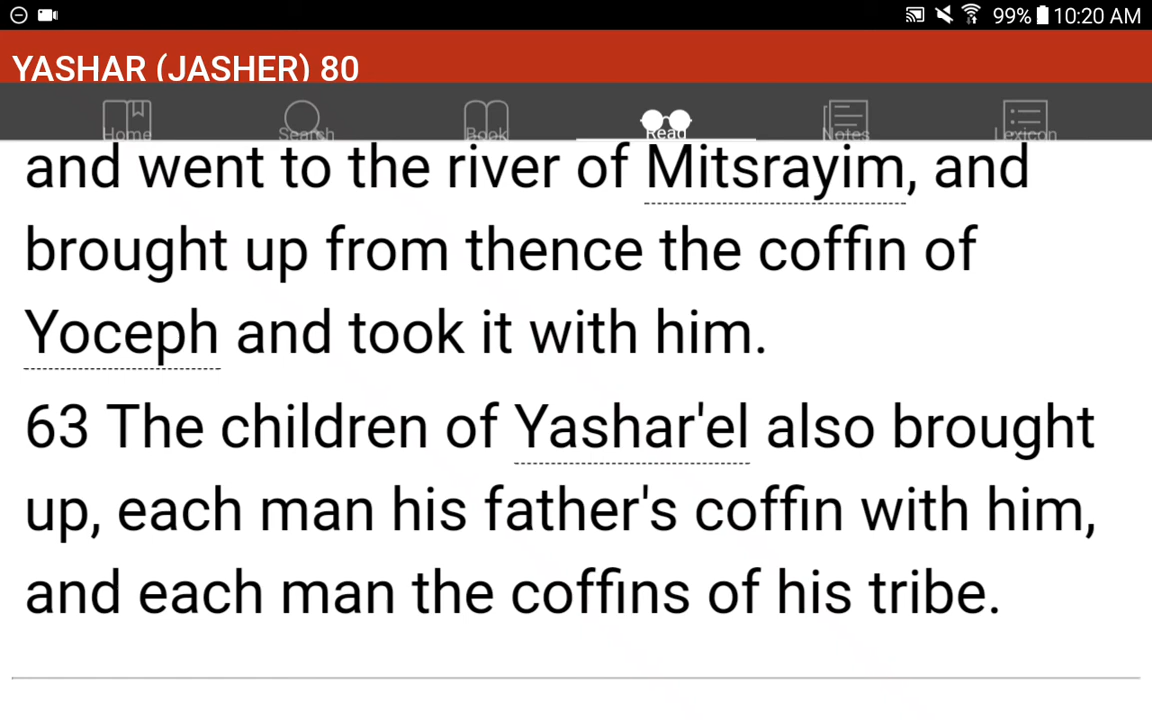 99% 10:20 AM
YASHAR (JASHER) 80
Home Search Book Read Notes Lexicon
and went to the river of Mitsrayim, and
brought up from thence the coffin of
Yoceph and took it with him.
63 The children of Yashar'el also brought
up, each man his father's coffin with him,
and each man the coffins of his tribe.